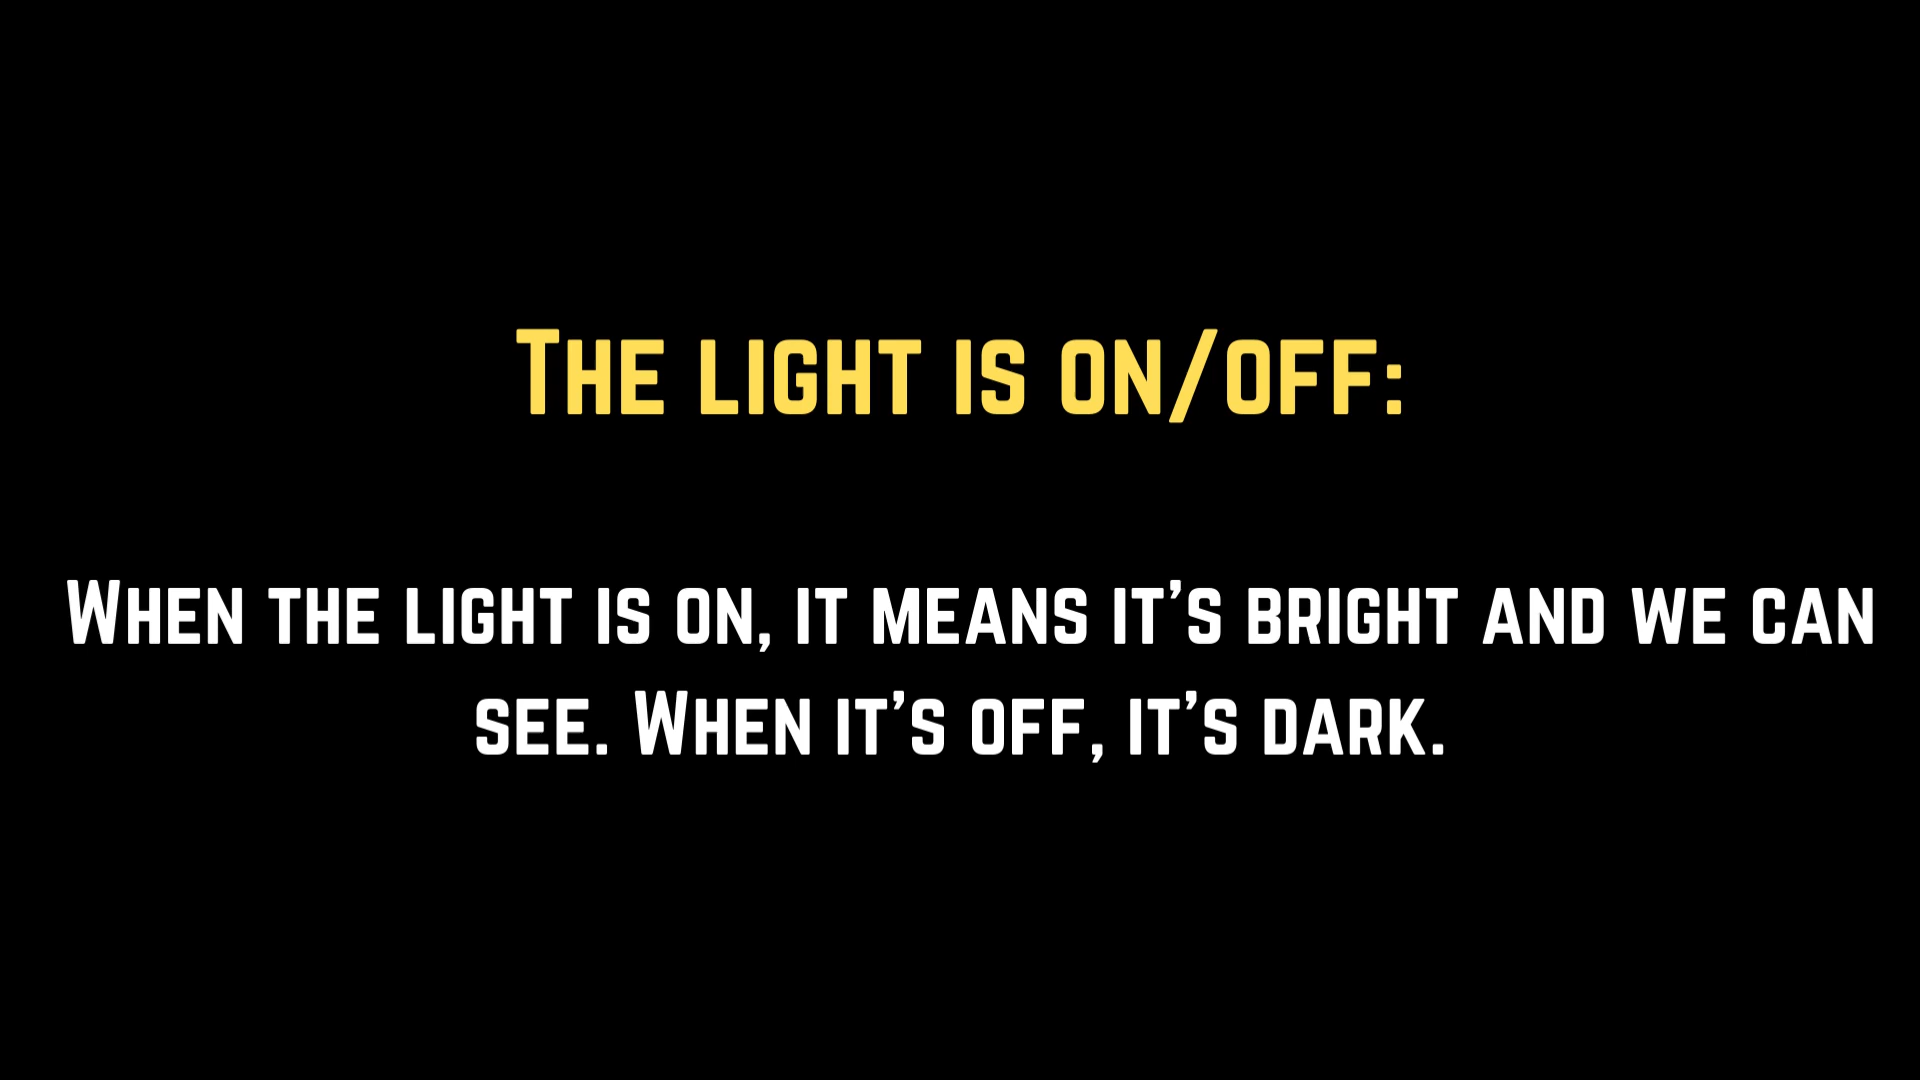 The light is on/off:
When the light is on, it means it’s bright and we can
see. When it’s off, it’s dark.